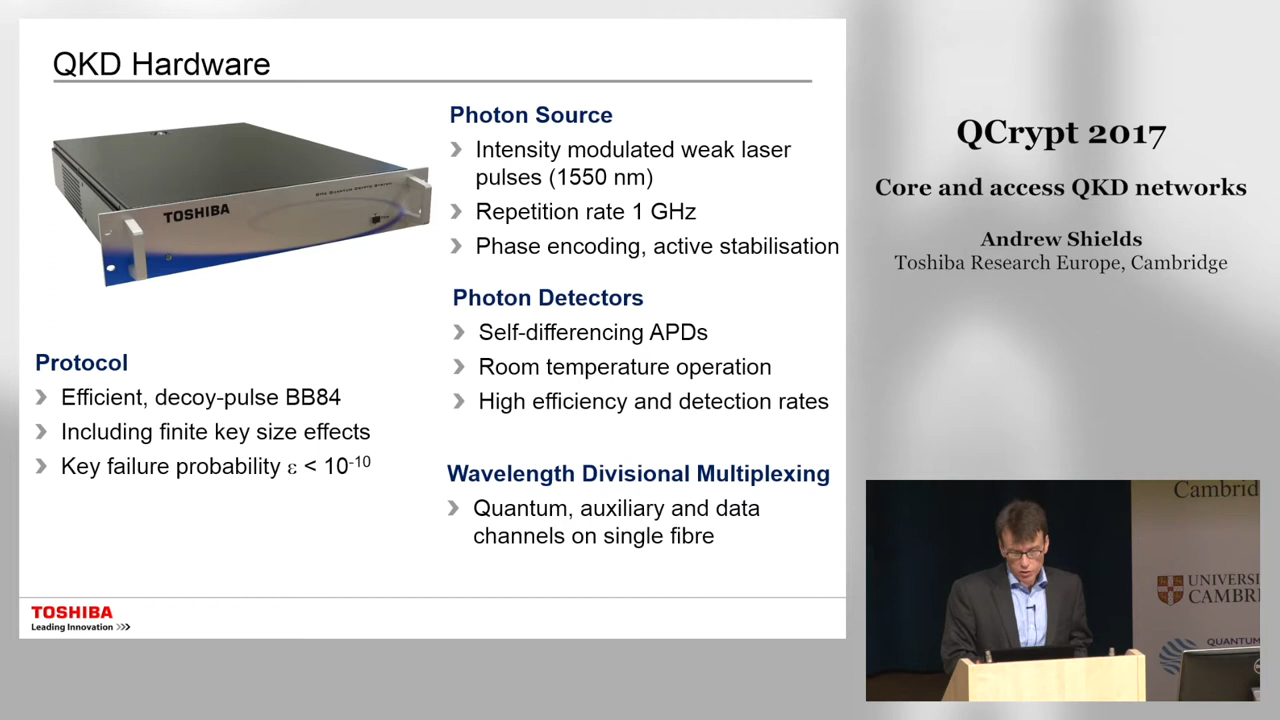 QKD Hardware
TOSHIBA
Protocol
Efficient, decoy-pulse BB84
Including finite key size effects
Key failure probability ε < 10⁻¹⁰
Photon Source
Intensity modulated weak laser
pulses (1550 nm)
Repetition rate 1 GHz
Phase encoding, active stabilisation
Photon Detectors
Self-differencing APDs
Room temperature operation
High efficiency and detection rates
Wavelength Divisional Multiplexing
Quantum, auxiliary and data
channels on single fibre
TOSHIBA
Leading Innovation
QCrypt 2017
Core and access QKD networks
Andrew Shields
Toshiba Research Europe, Cambridge
Cambrid
UNIVERSI
CAMBRI
QUANTUM